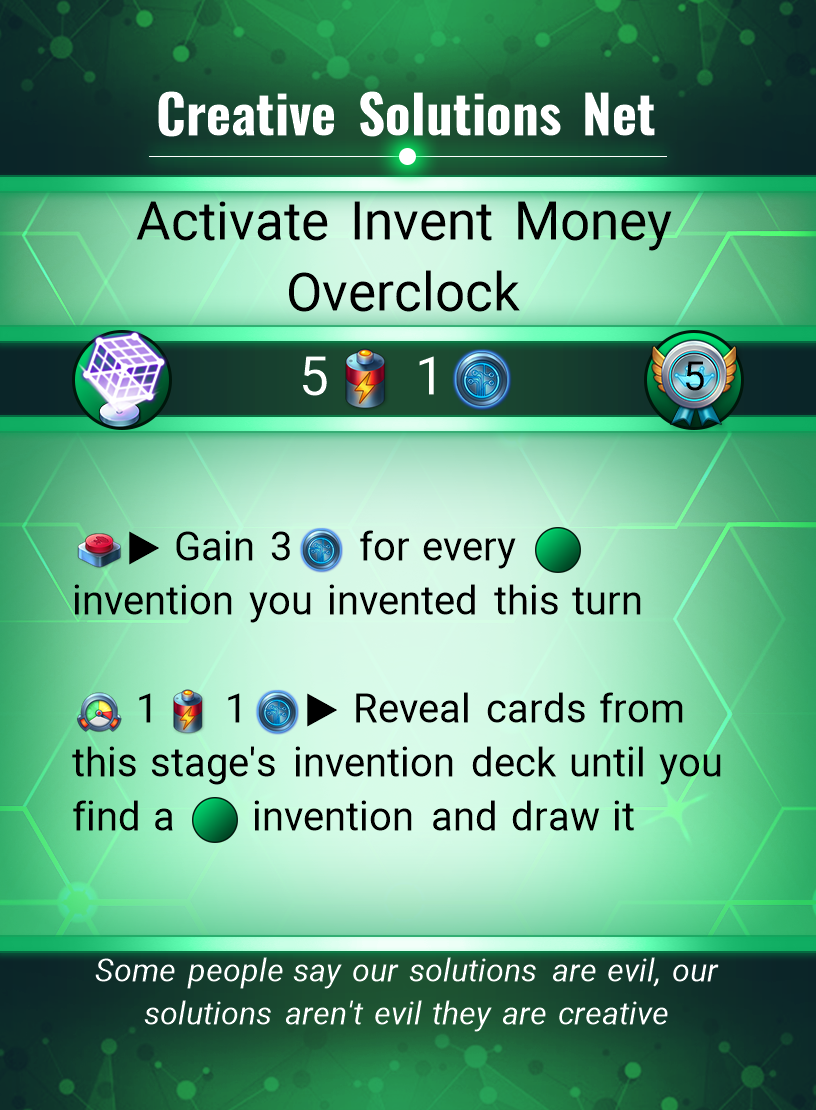 Creative Solutions Net
Activate Invent Money
Overclock
5 1 5
Gain 3 for every
invention you invented this turn
1 1 Reveal cards from
this stage's invention deck until you
find a invention and draw it
Some people say our solutions are evil, our
solutions aren't evil they are creative